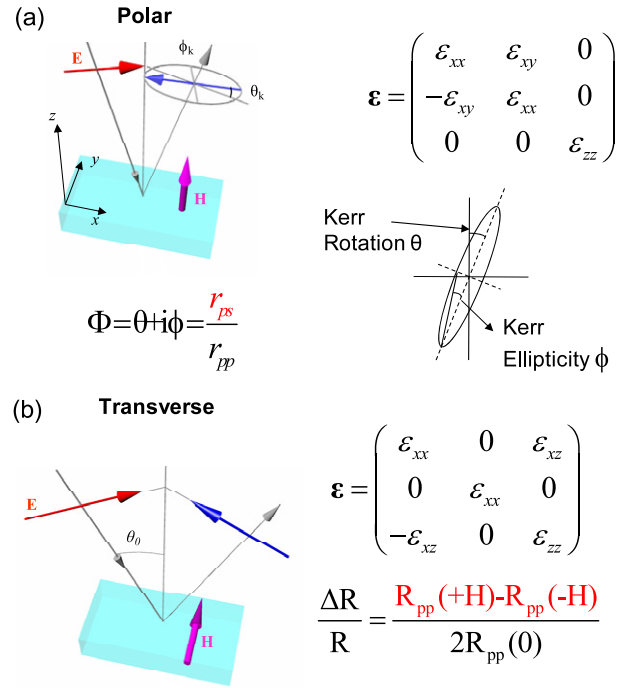 (a) Polar
E
ϕk
θk
z
y
x
H
ε = ( εxx εxy 0
−εxy εxx 0
0 0 εzz )
Kerr
Rotation θ
Kerr
Ellipticity ϕ
Φ=θ+iϕ= rps / rpp
(b) Transverse
E
θ0
H
ε = ( εxx 0 εxz
0 εxx 0
−εxz 0 εzz )
ΔR / R = Rpp(+H)-Rpp(-H) / 2Rpp(0)